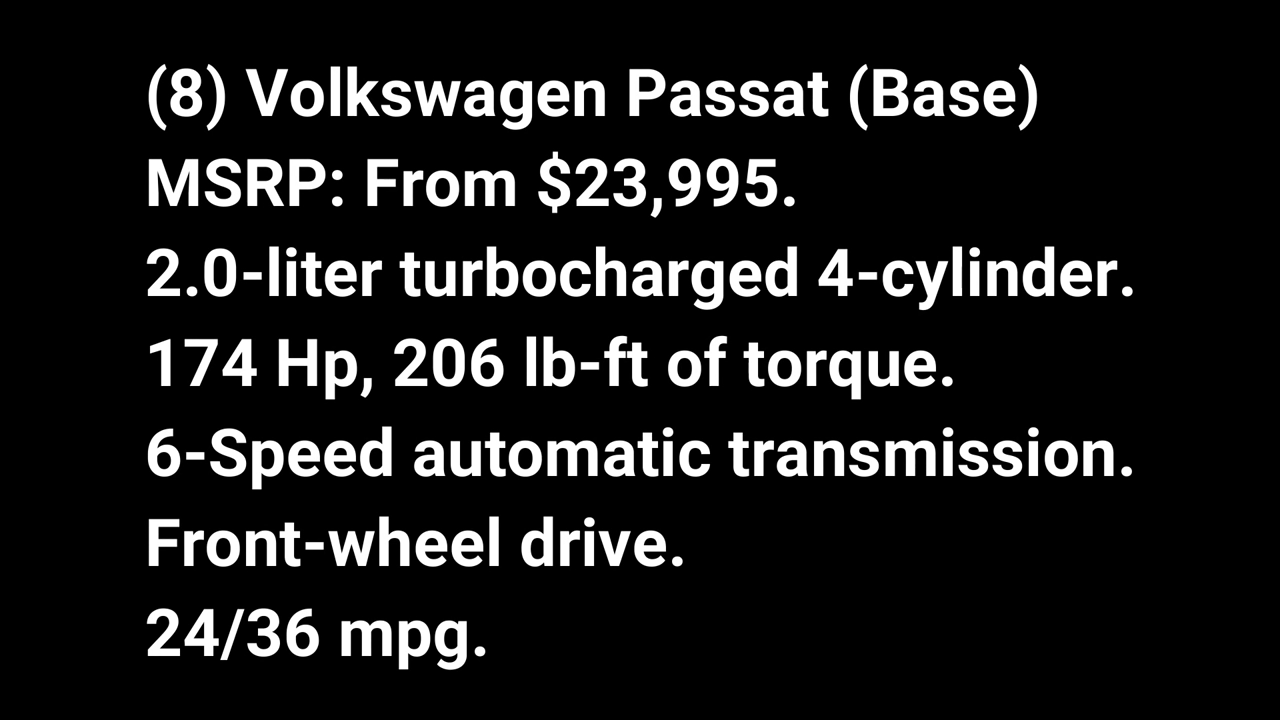 (8) Volkswagen Passat (Base)
MSRP: From $23,995.
2.0-liter turbocharged 4-cylinder.
174 Hp, 206 lb-ft of torque.
6-Speed automatic transmission.
Front-wheel drive.
24/36 mpg.